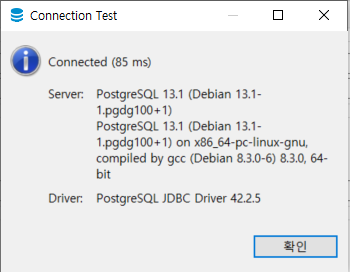 Connection Test
Connected (85 ms)
Server: PostgreSQL 13.1 (Debian 13.1-
1.pgdg100+1)
PostgreSQL 13.1 (Debian 13.1-
1.pgdg100+1) on x86_64-pc-linux-gnu,
compiled by gcc (Debian 8.3.0-6) 8.3.0, 64-
bit
Driver: PostgreSQL JDBC Driver 42.2.5
확인